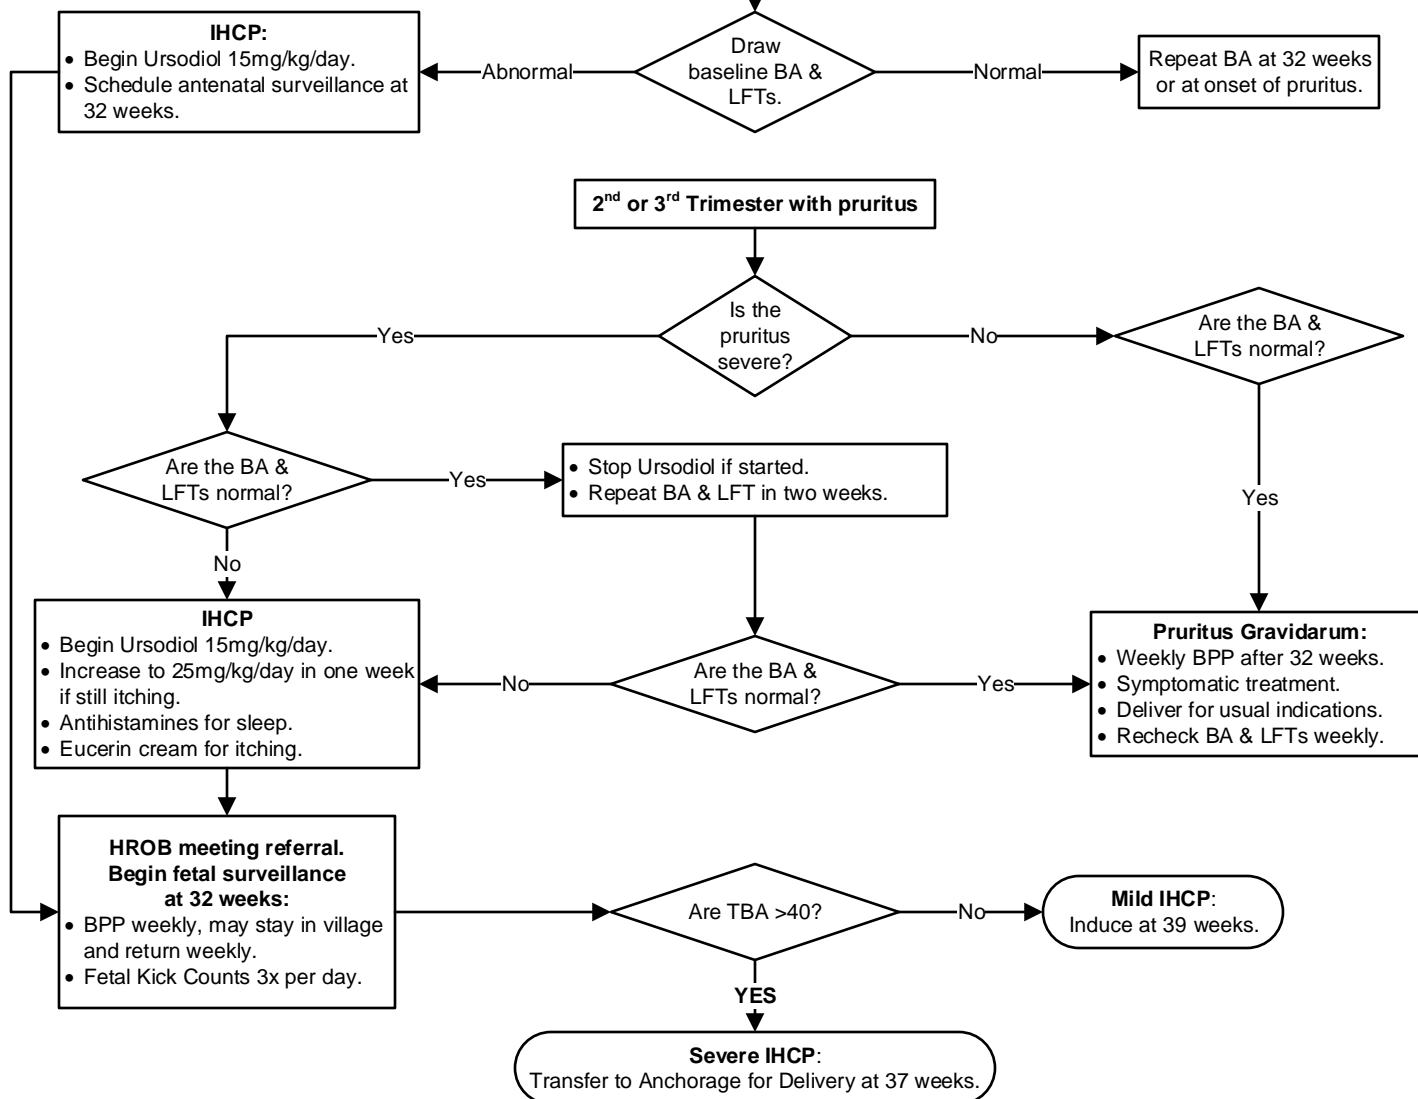 IHCP:
• Begin Ursodiol 15mg/kg/day.
• Schedule antenatal surveillance at
32 weeks.
Abnormal
Draw
baseline BA &
LFTs.
Normal
Repeat BA at 32 weeks
or at onset of pruritus.
2nd or 3rd Trimester with pruritus
Is the
pruritus
severe?
Yes
No
Are the BA &
LFTs normal?
Are the BA &
LFTs normal?
Yes
• Stop Ursodiol if started.
• Repeat BA & LFT in two weeks.
Yes
No
IHCP
• Begin Ursodiol 15mg/kg/day.
• Increase to 25mg/kg/day in one week
if still itching.
• Antihistamines for sleep.
• Eucerin cream for itching.
No
Are the BA &
LFTs normal?
Yes
Pruritus Gravidarum:
• Weekly BPP after 32 weeks.
• Symptomatic treatment.
• Deliver for usual indications.
• Recheck BA & LFTs weekly.
HROB meeting referral.
Begin fetal surveillance
at 32 weeks:
• BPP weekly, may stay in village
and return weekly.
• Fetal Kick Counts 3x per day.
Are TBA >40?
No
Mild IHCP:
Induce at 39 weeks.
YES
Severe IHCP:
Transfer to Anchorage for Delivery at 37 weeks.